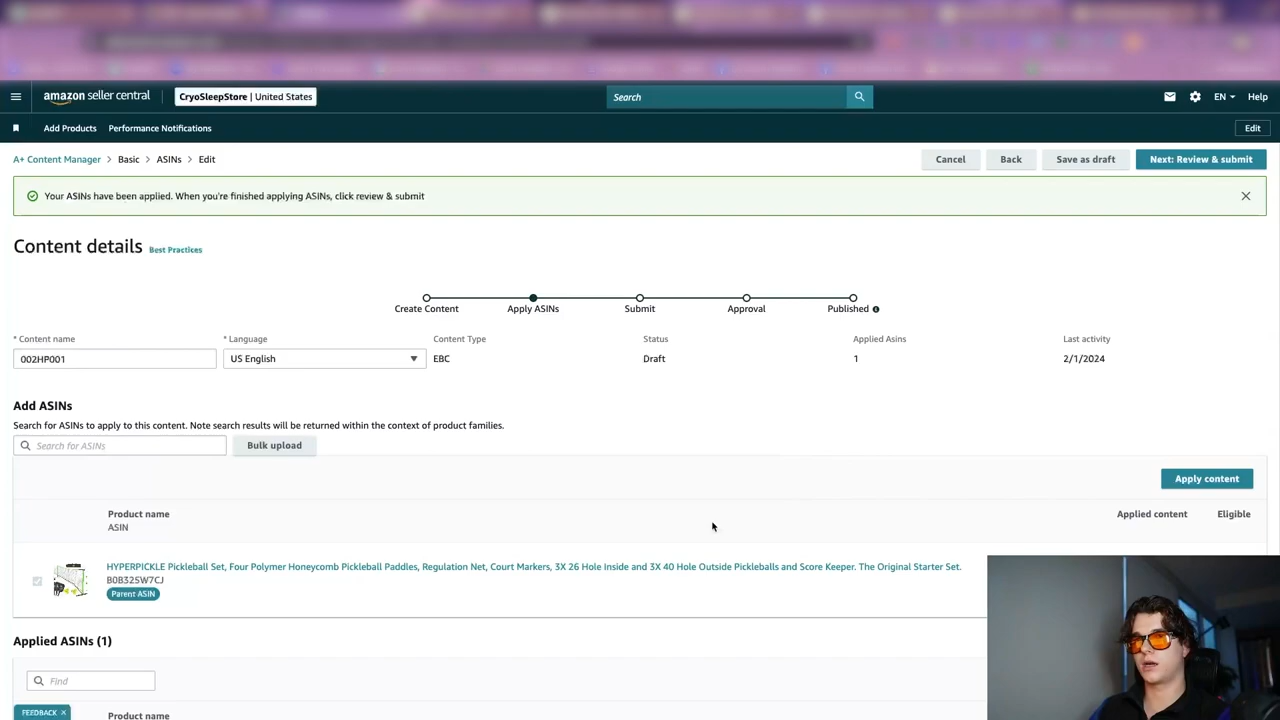 amazon seller central
CryoSleepStore | United States
Search
EN
Help
Add Products
Performance Notifications
Edit
A+ Content Manager > Basic > ASINs > Edit
Cancel
Back
Save as draft
Next: Review & submit
Your ASINs have been applied. When you're finished applying ASINs, click review & submit
Content details
Best Practices
Create Content
Apply ASINs
Submit
Approval
Published
* Content name
* Language
Content Type
Status
Applied Asins
Last activity
002HP001
US English
EBC
Draft
1
2/1/2024
Add ASINs
Search for ASINs to apply to this content. Note search results will be returned within the context of product families.
Search for ASINs
Bulk upload
Apply content
Product name
ASIN
Applied content
Eligible
HYPERPICKLE Pickleball Set, Four Polymer Honeycomb Pickleball Paddles, Regulation Net, Court Markers, 3X 26 Hole Inside and 3X 40 Hole Outside Pickleballs and Score Keeper. The Original Starter Set.
B0B32SW7CJ
Parent ASIN
Applied ASINs (1)
Find
FEEDBACK
Product name